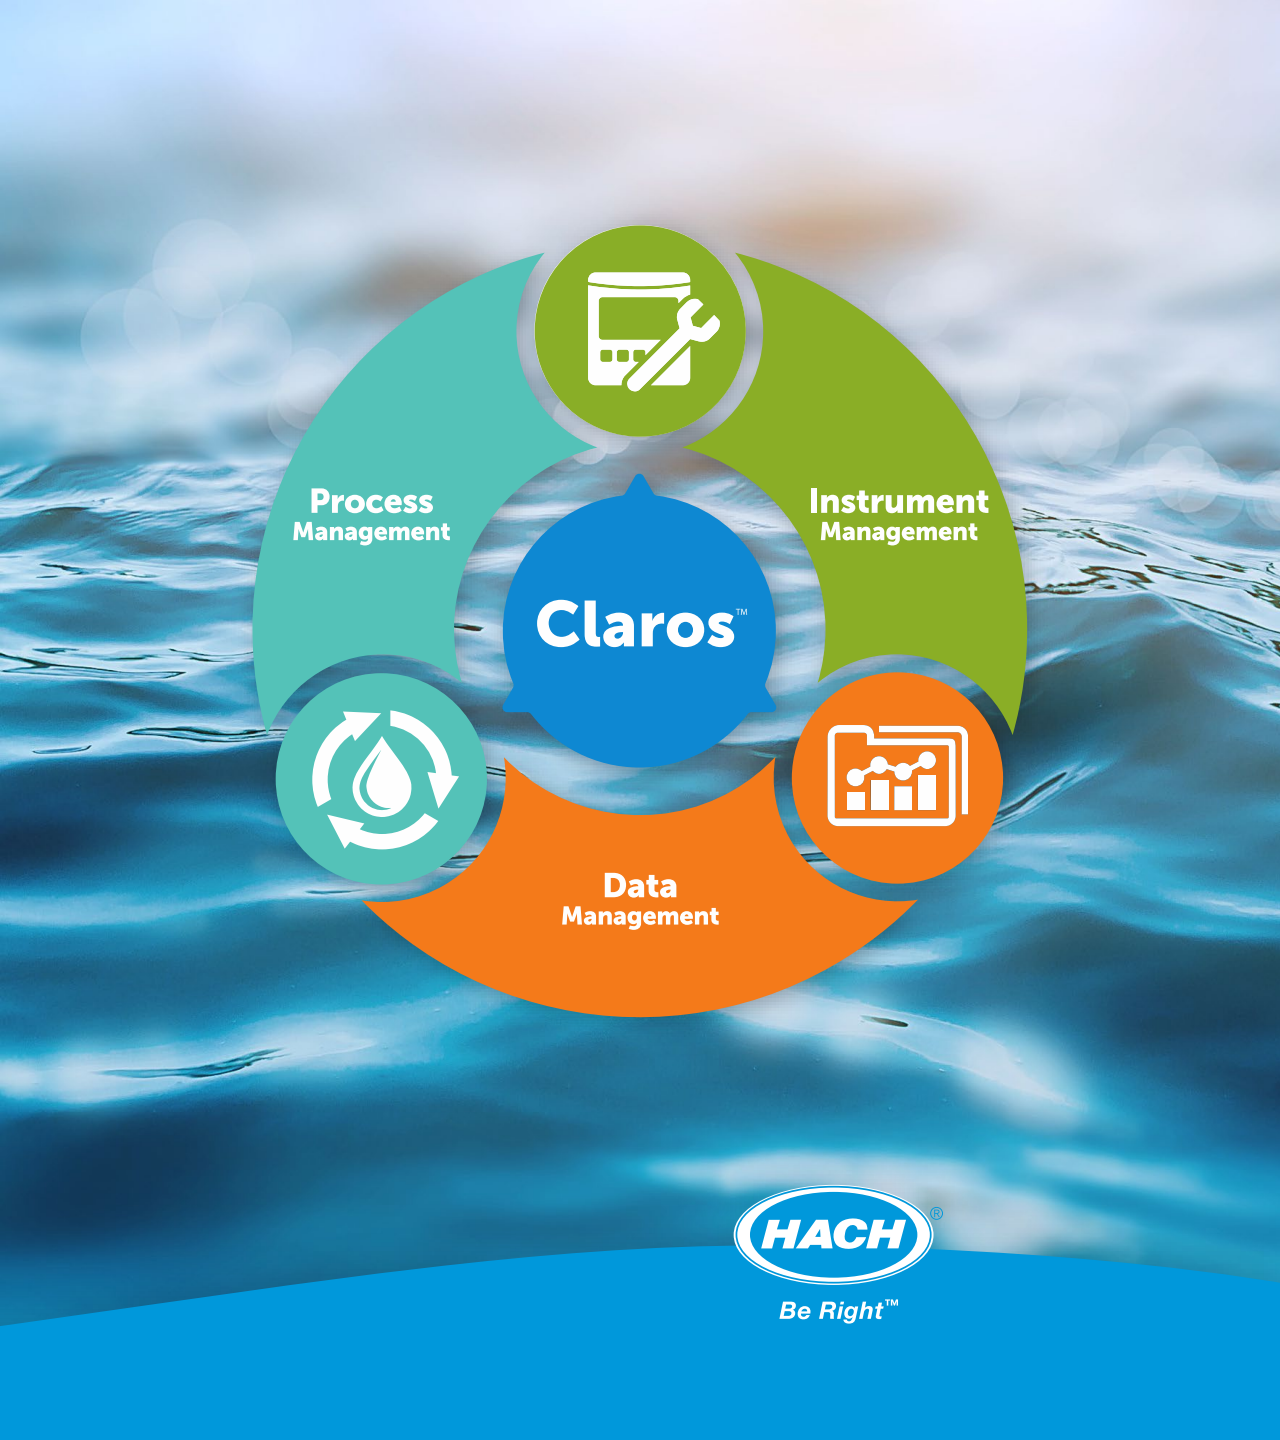 Process
Management
Instrument
Management
Claros™
Data
Management
HACH®
Be Right™